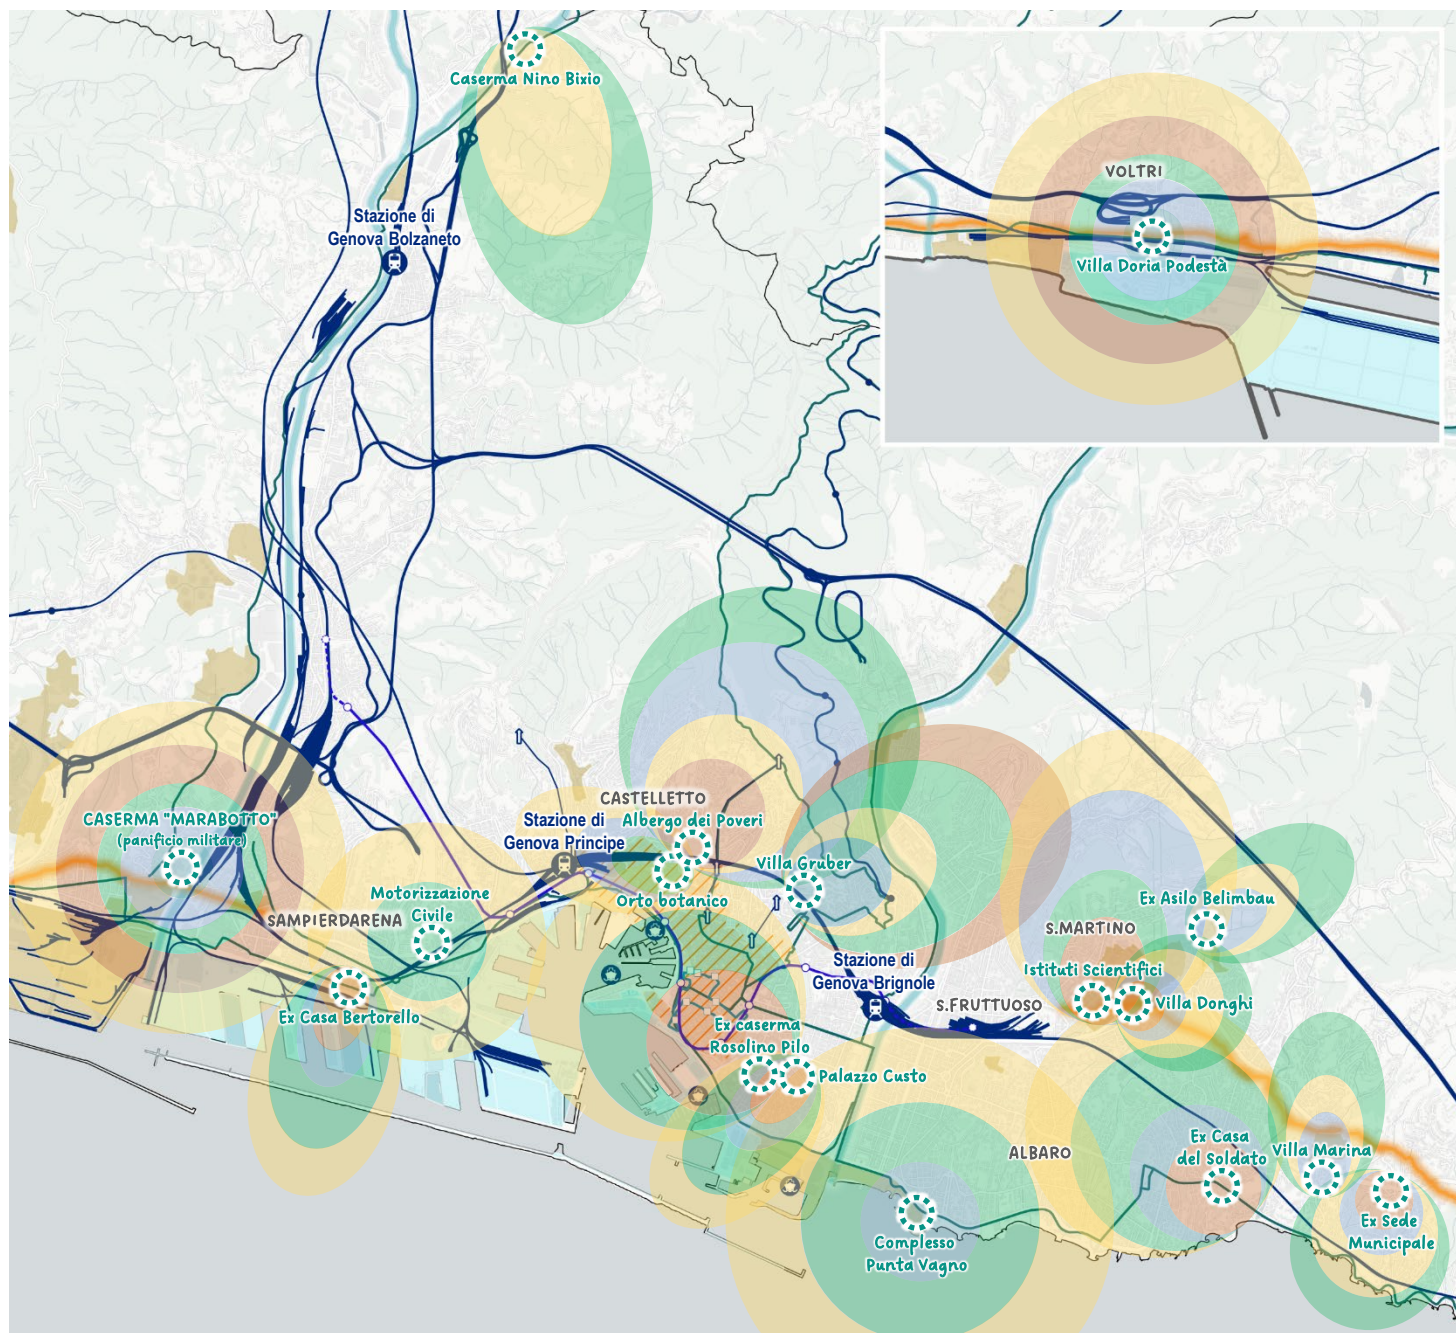 Caserma Nino Bixio
VOLTRI
Villa Doria Podestà
Stazione di
Genova Bolzaneto
CASTELLETTO
Albergo dei Poveri
Stazione di
Genova Principe
CASERMA "MARABOTTO"
(panificio militare)
Villa Gruber
Motorizzazione
Civile
Orto botanico
Ex Asilo Belimbau
SAMPIERDARENA
S.MARTINO
Stazione di
Genova Brignole
Istituti Scientifici
Villa Donghi
S.FRUTTUOSO
Ex Casa Bertorello
Ex caserma
Rosolino Pilo
Palazzo Custo
ALBARO
Ex Casa
del Soldato
Villa Marina
Ex Sede
Municipale
Complesso
Punta Vagno